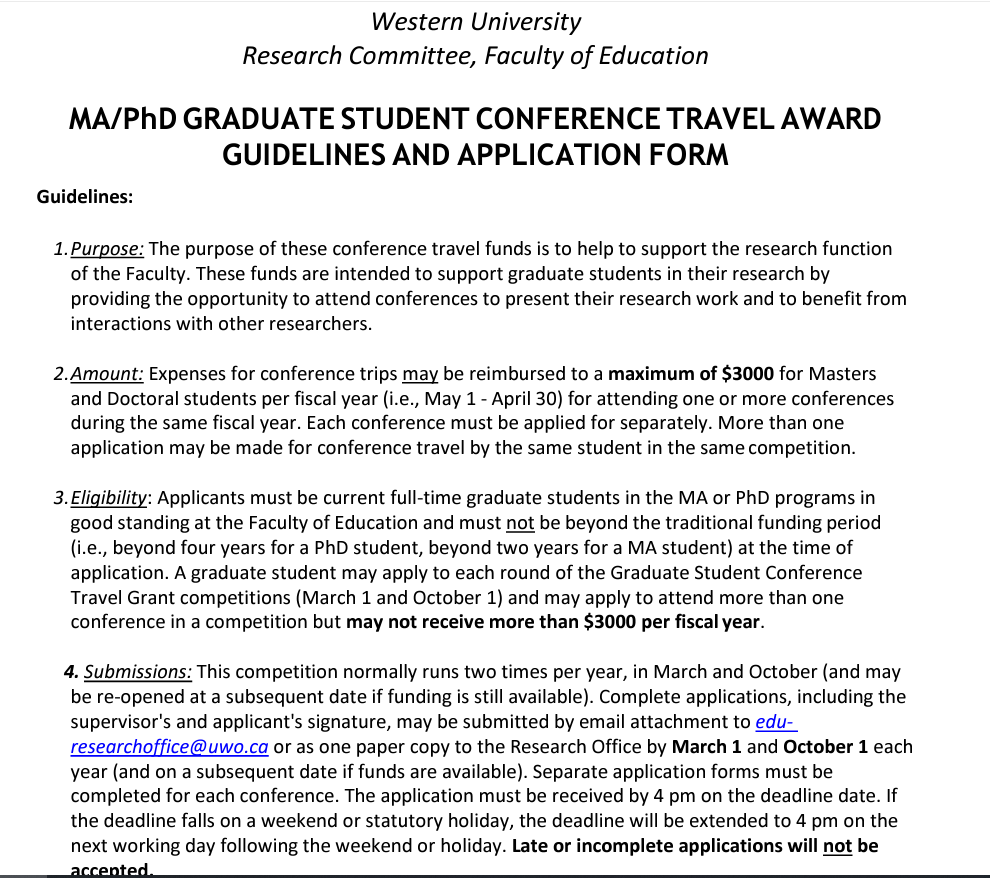 Western University
Research Committee, Faculty of Education
MA/PhD GRADUATE STUDENT CONFERENCE TRAVEL AWARD
GUIDELINES AND APPLICATION FORM
Guidelines:
1. Purpose: The purpose of these conference travel funds is to help to support the research function
of the Faculty. These funds are intended to support graduate students in their research by
providing the opportunity to attend conferences to present their research work and to benefit from
interactions with other researchers.
2. Amount: Expenses for conference trips may be reimbursed to a maximum of $3000 for Masters
and Doctoral students per fiscal year (i.e., May 1 - April 30) for attending one or more conferences
during the same fiscal year. Each conference must be applied for separately. More than one
application may be made for conference travel by the same student in the same competition.
3. Eligibility: Applicants must be current full-time graduate students in the MA or PhD programs in
good standing at the Faculty of Education and must not be beyond the traditional funding period
(i.e., beyond four years for a PhD student, beyond two years for a MA student) at the time of
application. A graduate student may apply to each round of the Graduate Student Conference
Travel Grant competitions (March 1 and October 1) and may apply to attend more than one
conference in a competition but may not receive more than $3000 per fiscal year.
4. Submissions: This competition normally runs two times per year, in March and October (and may
be re-opened at a subsequent date if funding is still available). Complete applications, including the
supervisor's and applicant's signature, may be submitted by email attachment to edu-
researchoffice@uwo.ca or as one paper copy to the Research Office by March 1 and October 1 each
year (and on a subsequent date if funds are available). Separate application forms must be
completed for each conference. The application must be received by 4 pm on the deadline date. If
the deadline falls on a weekend or statutory holiday, the deadline will be extended to 4 pm on the
next working day following the weekend or holiday. Late or incomplete applications will not be
accepted.